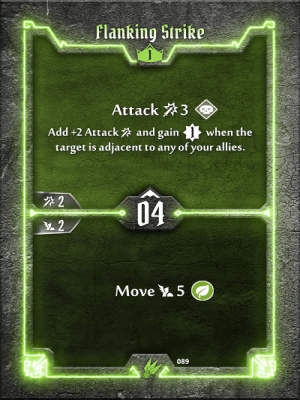 Flanking Strike
1
Attack 3
Add +2 Attack and gain 1 when the
target is adjacent to any of your allies.
2
04
2
Move 5
089